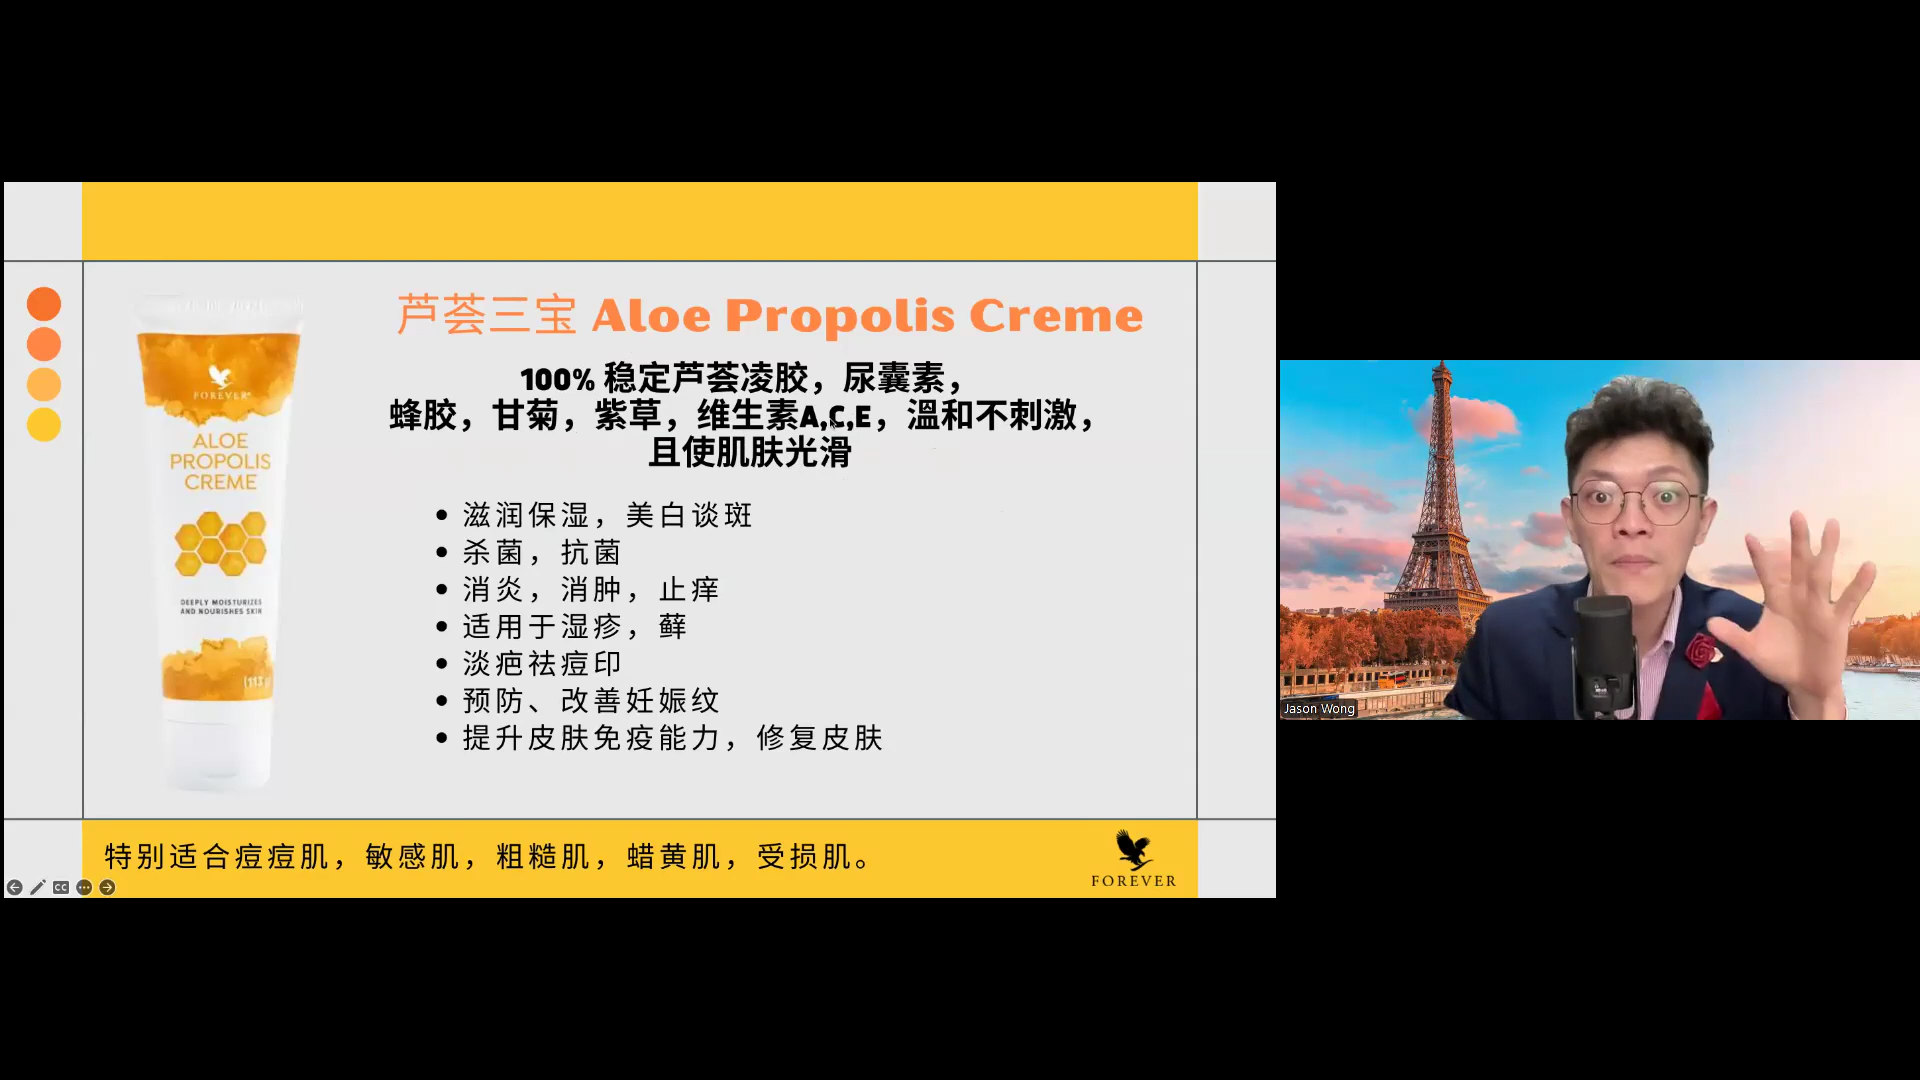 芦荟三宝 Aloe Propolis Creme
100% 稳定芦荟凌胶，尿囊素，
蜂胶，甘菊，紫草，维生素A,C,E，溫和不刺激，
且使肌肤光滑
FOREVER
ALOE
PROPOLIS
CREME
DEEPLY MOISTURIZES
AND NOURISHES SKIN
滋润保湿，美白谈斑
杀菌，抗菌
消炎，消肿，止痒
适用于湿疹，藓
淡疤祛痘印
预防、改善妊娠纹
提升皮肤免疫能力，修复皮肤
特别适合痘痘肌，敏感肌，粗糙肌，蜡黄肌，受损肌。
FOREVER
CC
Jason Wong